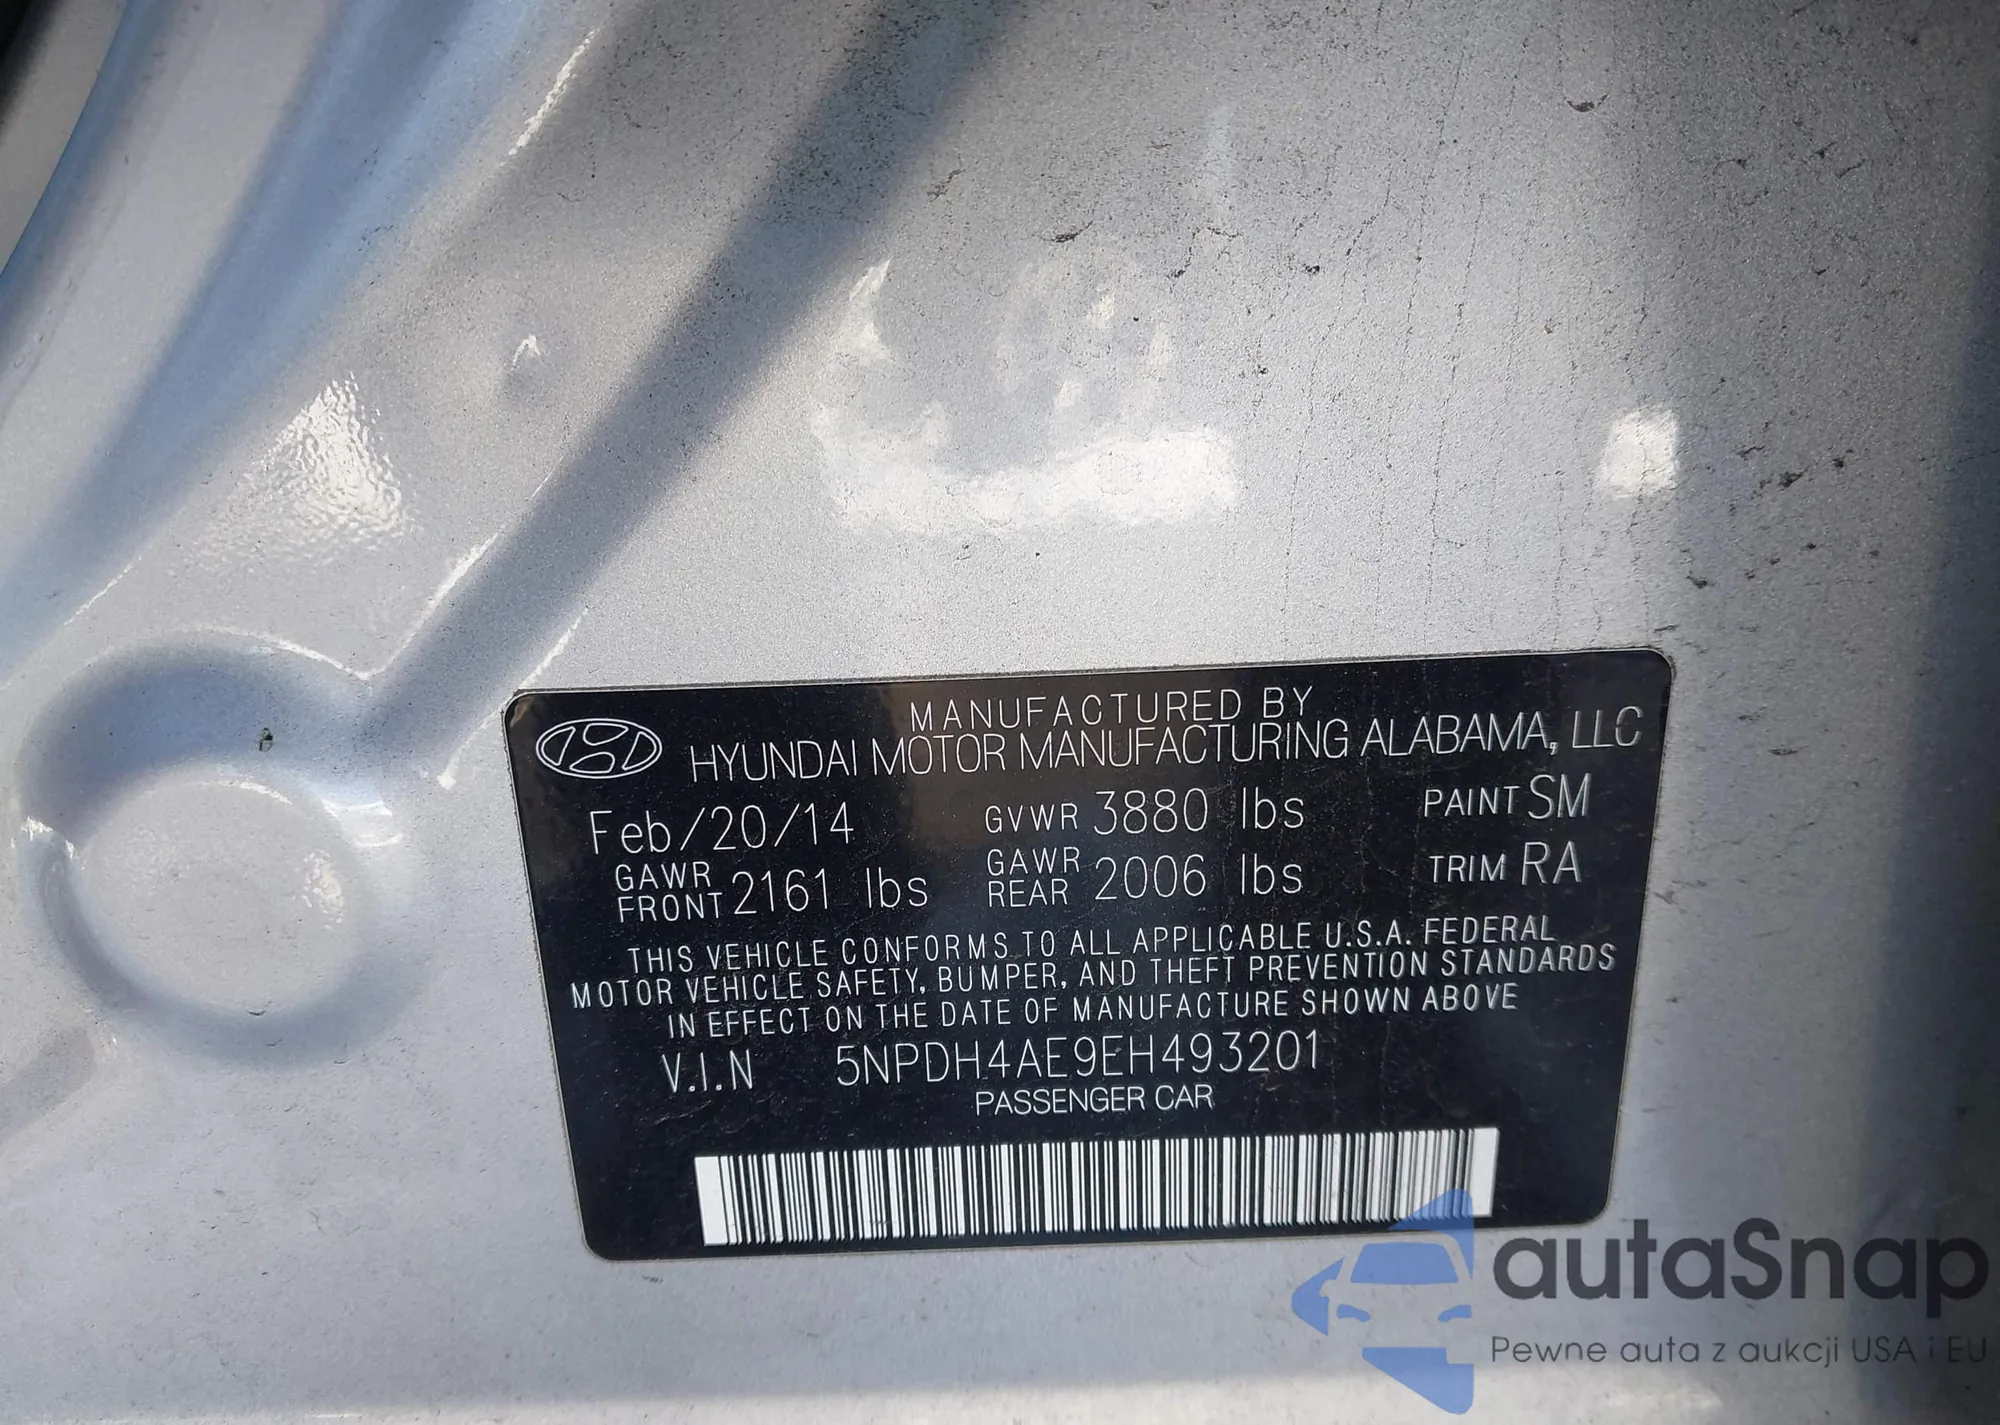 MANUFACTURED BY
HYUNDAI MOTOR MANUFACTURING ALABAMA, LLC
Feb/20/14 GVWR 3880 lbs PAINT SM
GAWR FRONT 2161 lbs GAWR REAR 2006 lbs TRIM RA
THIS VEHICLE CONFORMS TO ALL APPLICABLE U.S.A. FEDERAL
MOTOR VEHICLE SAFETY, BUMPER, AND THEFT PREVENTION STANDARDS
IN EFFECT ON THE DATE OF MANUFACTURE SHOWN ABOVE
V.I.N 5NPDH4AE9EH493201
PASSENGER CAR
autaSnap
Pewne auta z aukcji USA i EU